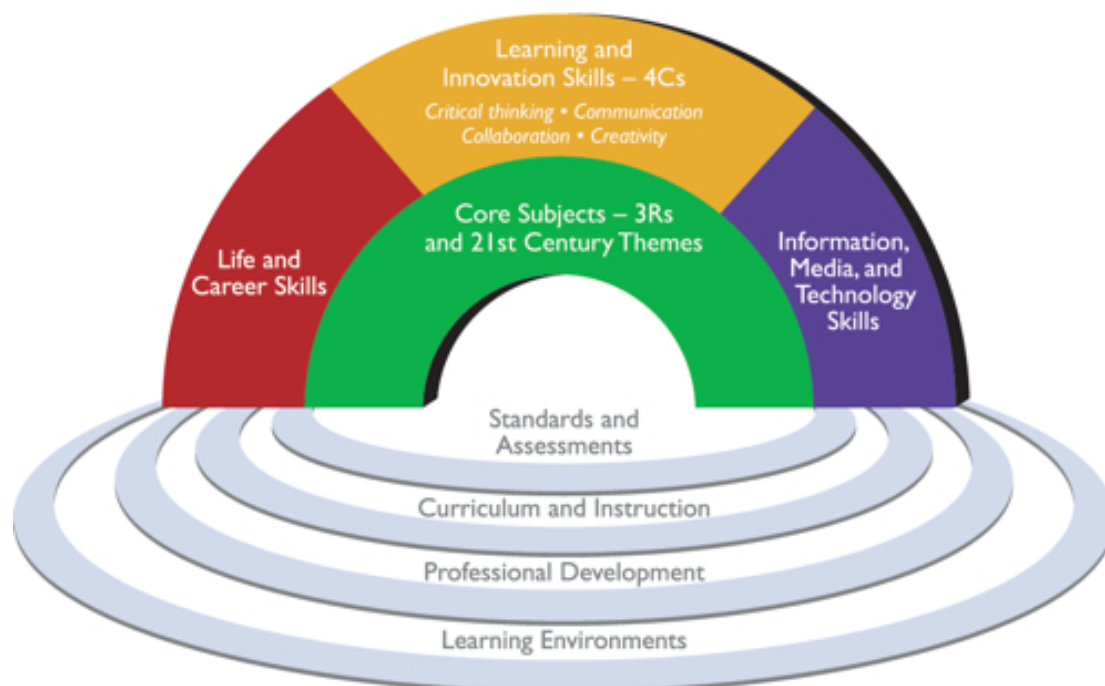 Learning and
Innovation Skills – 4Cs
Critical thinking • Communication
Collaboration • Creativity
Core Subjects – 3Rs
and 21st Century Themes
Life and
Career Skills
Information,
Media, and
Technology
Skills
Standards and
Assessments
Curriculum and Instruction
Professional Development
Learning Environments